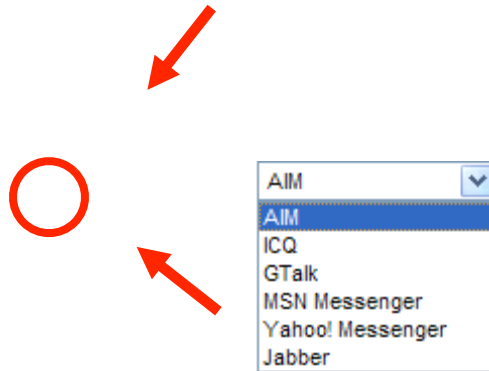 AIM
AIM
ICQ
GTalk
MSN Messenger
Yahoo! Messenger
Jabber